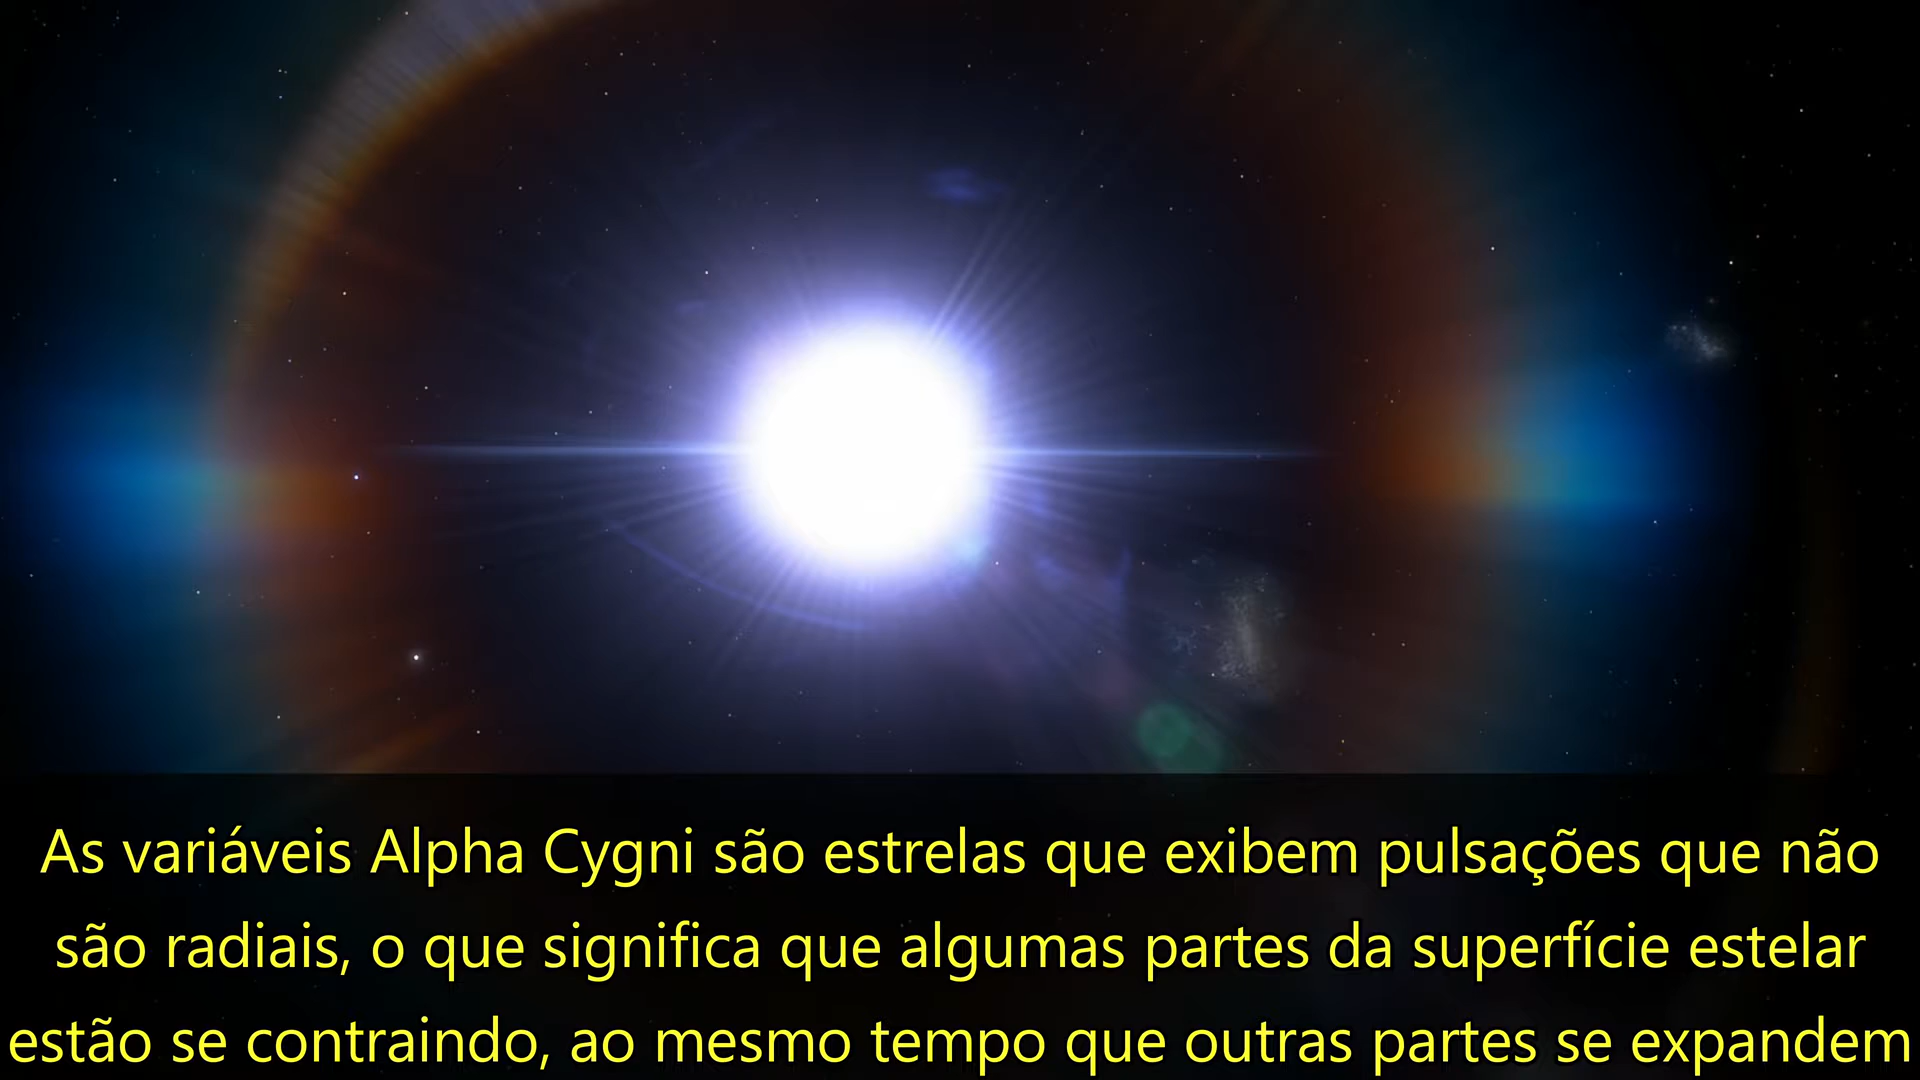 As variáveis Alpha Cygni são estrelas que exibem pulsações que não
são radiais, o que significa que algumas partes da superfície estelar
estão se contraindo, ao mesmo tempo que outras partes se expandem